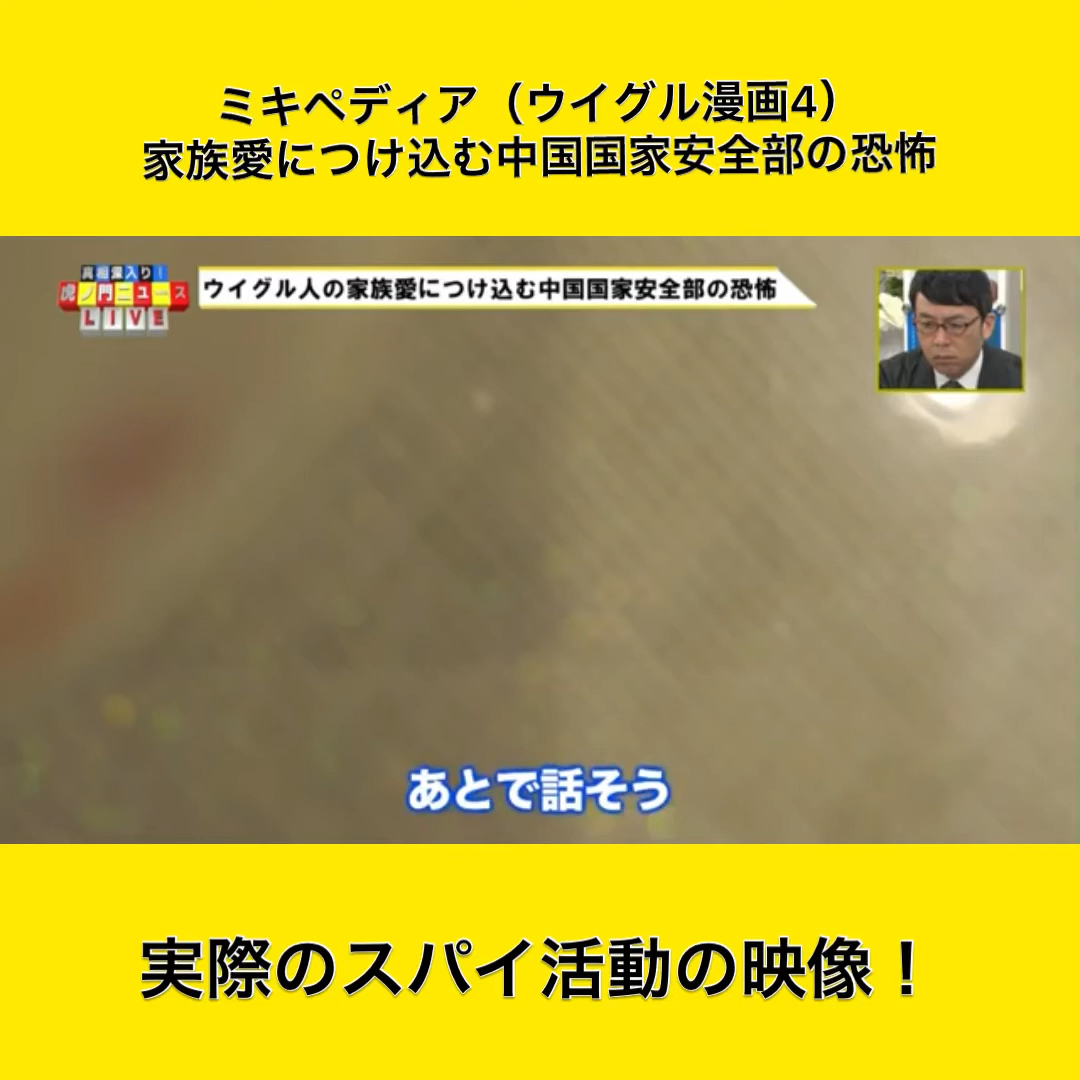 ミキペディア（ウイグル漫画4）
家族愛につけ込む中国国家安全部の恐怖
真相深入り！
虎ノ門ニュース
LIVE
ウイグル人の家族愛につけ込む中国国家安全部の恐怖
あとで話そう
実際のスパイ活動の映像！